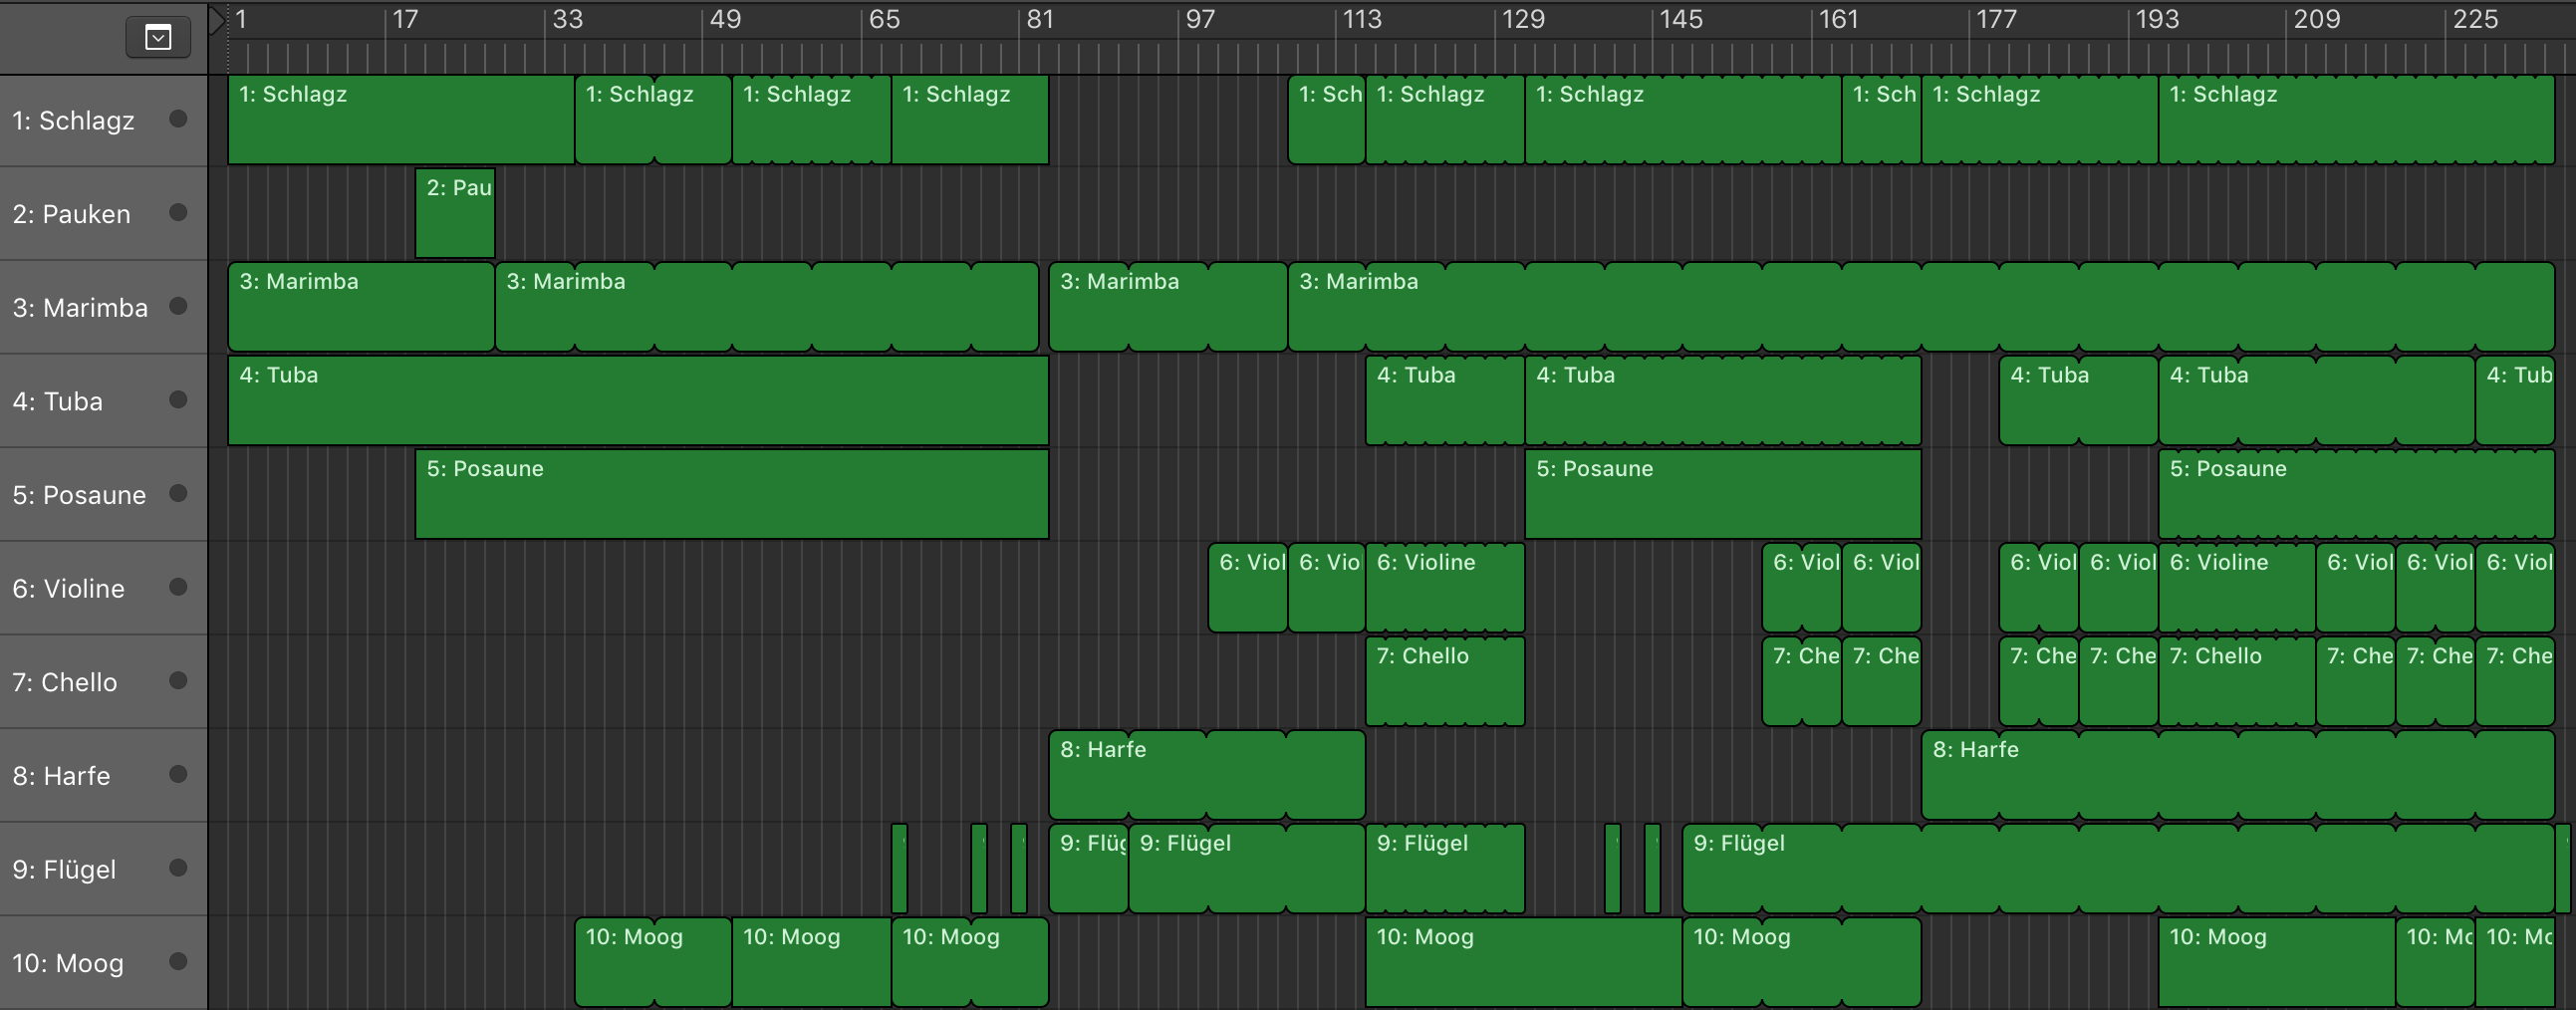 1 17 33 49 65 81 97 113 129 145 161 177 193 209 225
1: Schlagz 1: Schlagz 1: Schlagz 1: Schlagz 1: Schlagz 1: Sch 1: Schlagz 1: Schlagz 1: Sch 1: Schlagz 1: Schlagz
2: Pauken 2: Pau
3: Marimba 3: Marimba 3: Marimba 3: Marimba 3: Marimba
4: Tuba 4: Tuba 4: Tuba 4: Tuba 4: Tuba 4: Tuba 4: Tub
5: Posaune 5: Posaune 5: Posaune 5: Posaune
6: Violine 6: Viol 6: Vio 6: Violine 6: Viol 6: Viol 6: Viol 6: Viol 6: Violine 6: Viol 6: Viol 6: Viol
7: Chello 7: Chello 7: Che 7: Che 7: Che 7: Che 7: Chello 7: Che 7: Che 7: Che
8: Harfe 8: Harfe 8: Harfe
9: Flügel 9: Flüg 9: Flügel 9: Flügel 9: Flügel
10: Moog 10: Moog 10: Moog 10: Moog 10: Moog 10: Moog 10: Moog 10: Mo 10: Mo